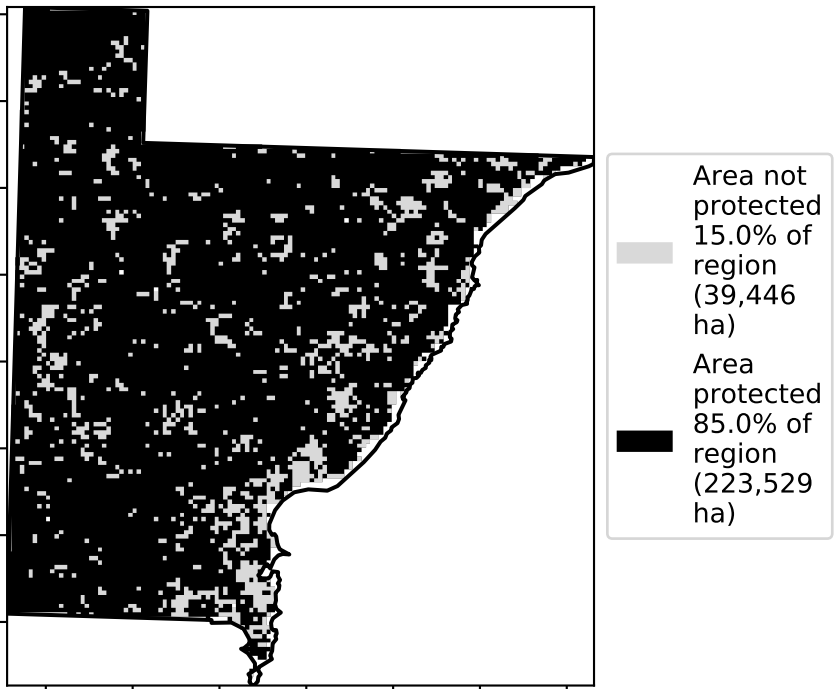 Area not
protected
15.0% of
region
(39,446
ha)
Area
protected
85.0% of
region
(223,529
ha)